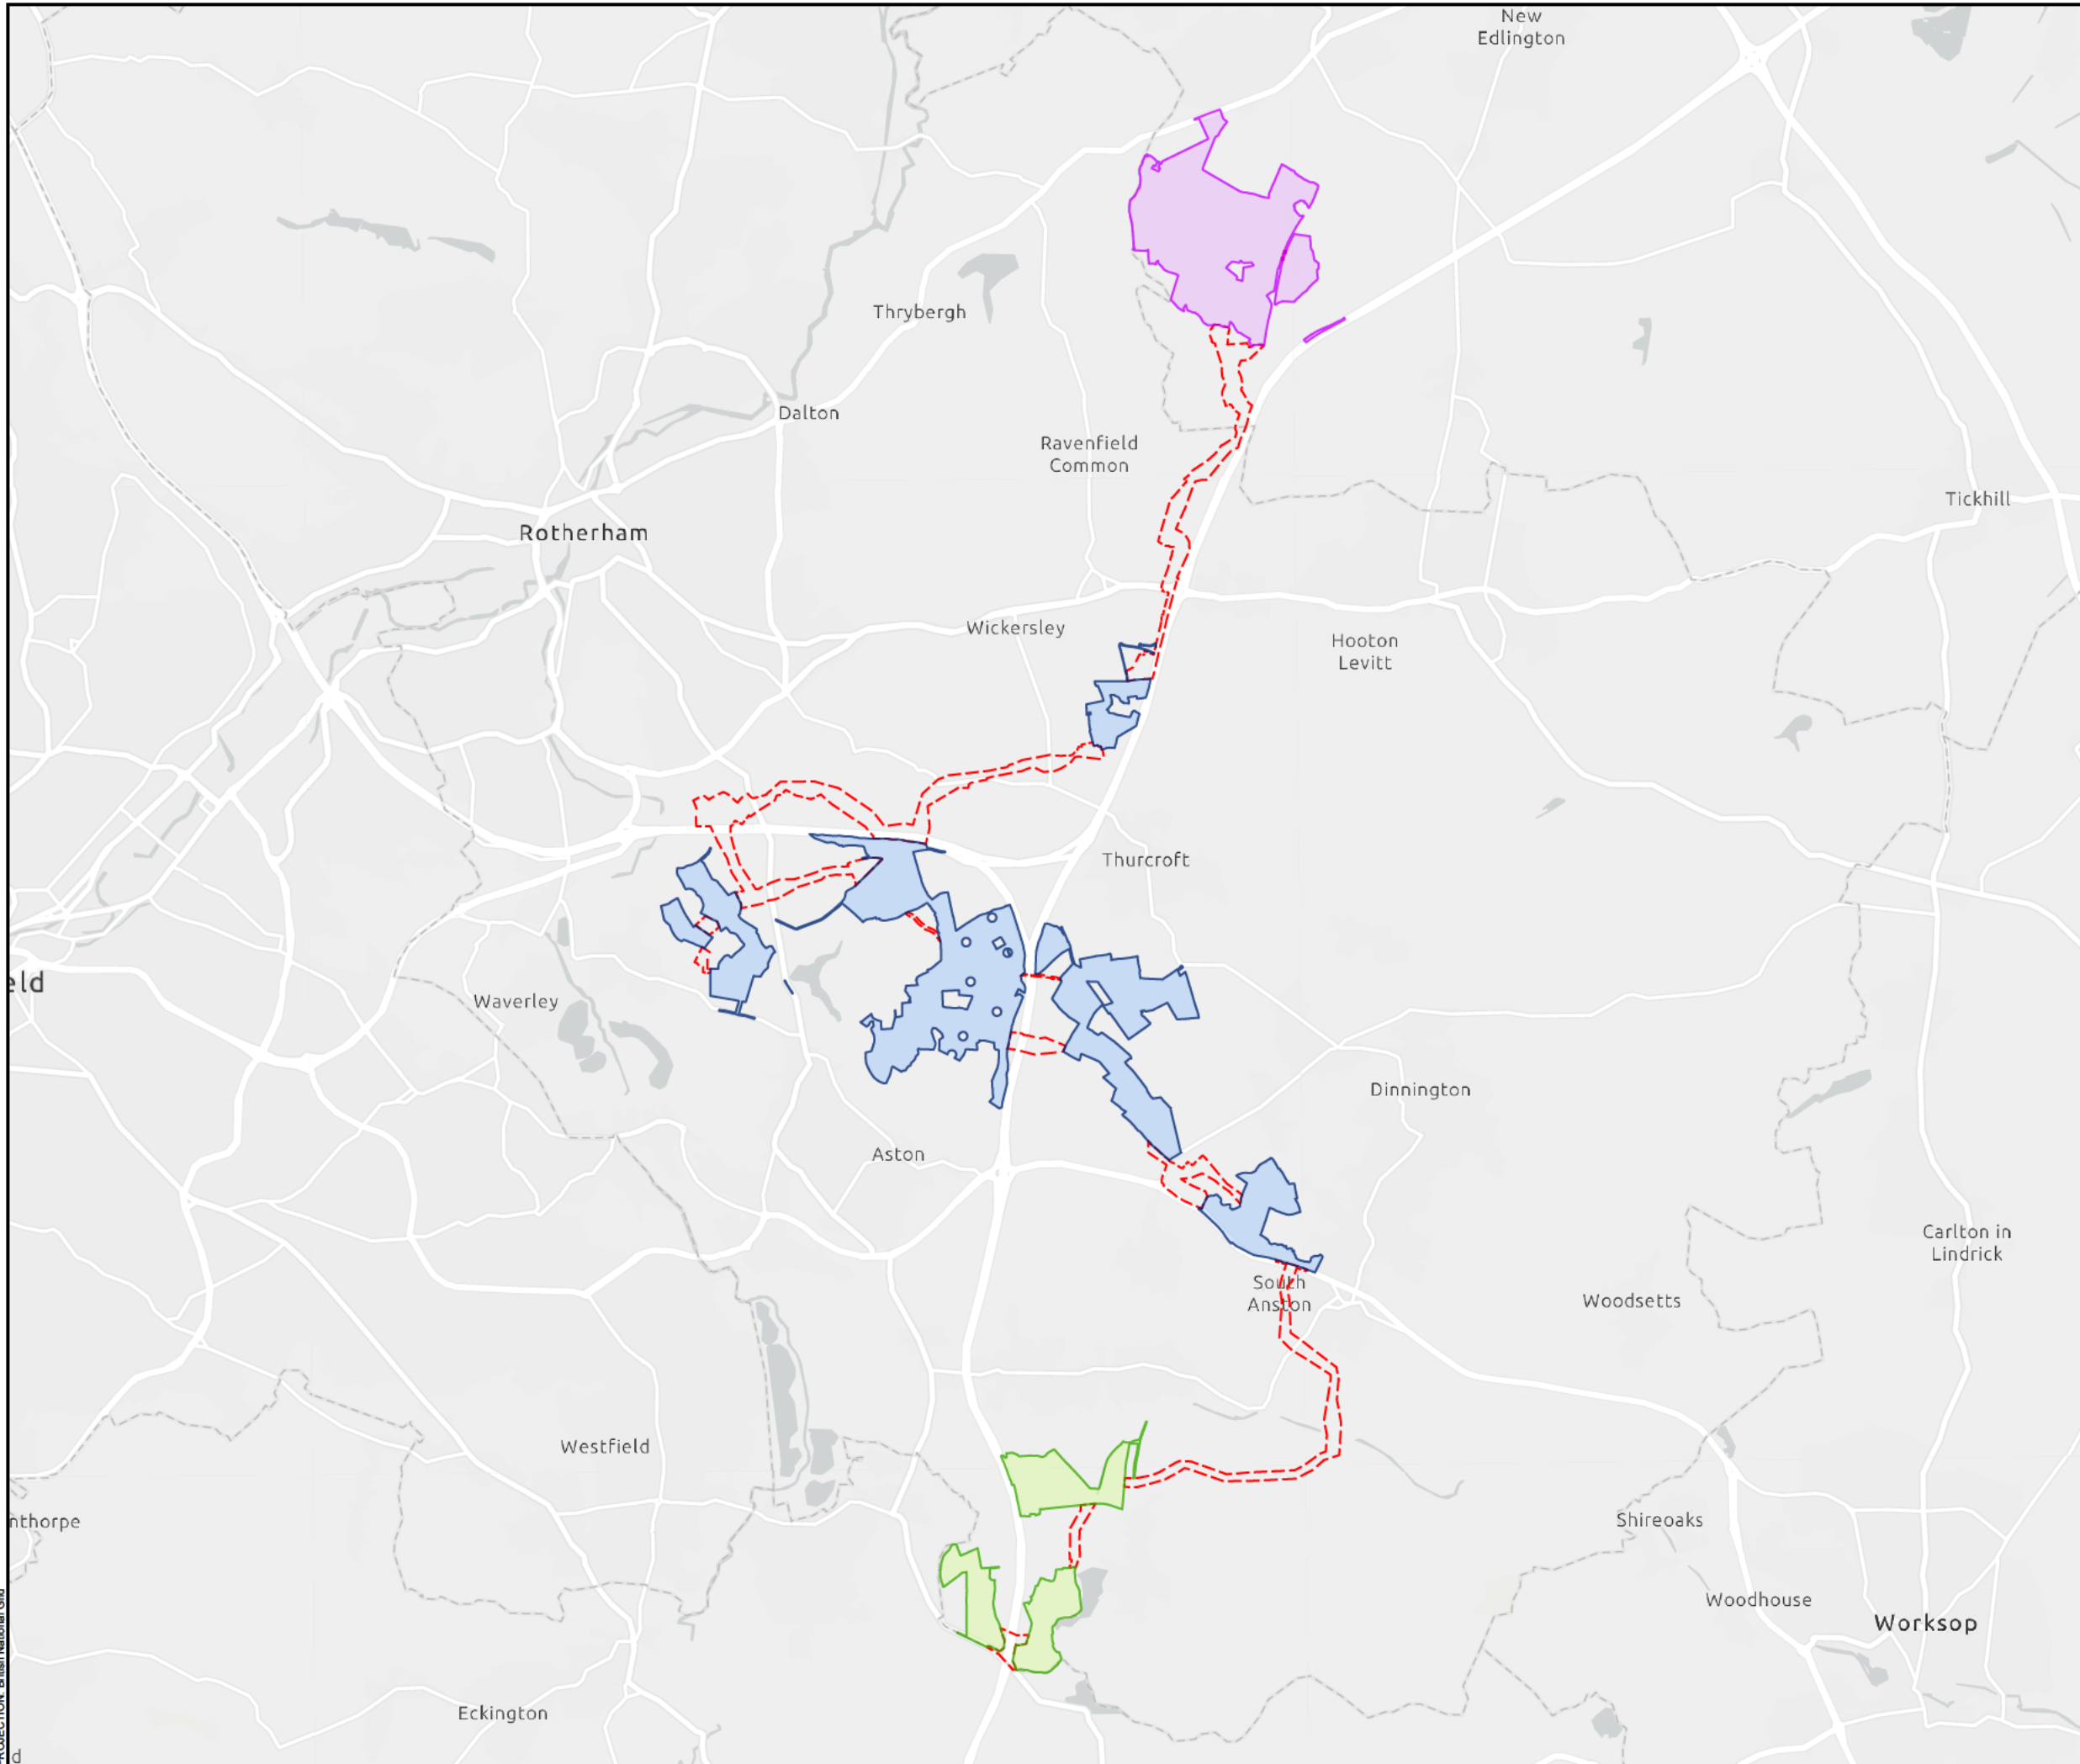 New
Edlington
Thrybergh
Dalton
Ravenfield
Common
Tickhill
Rotherham
Wickersley
Hooton
Levitt
Thurcroft
eld
Waverley
Dinnington
Aston
Carlton in
Lindrick
South
Anston
Woodsetts
Westfield
nthorpe
Shireoaks
Woodhouse
Worksop
Eckington
d